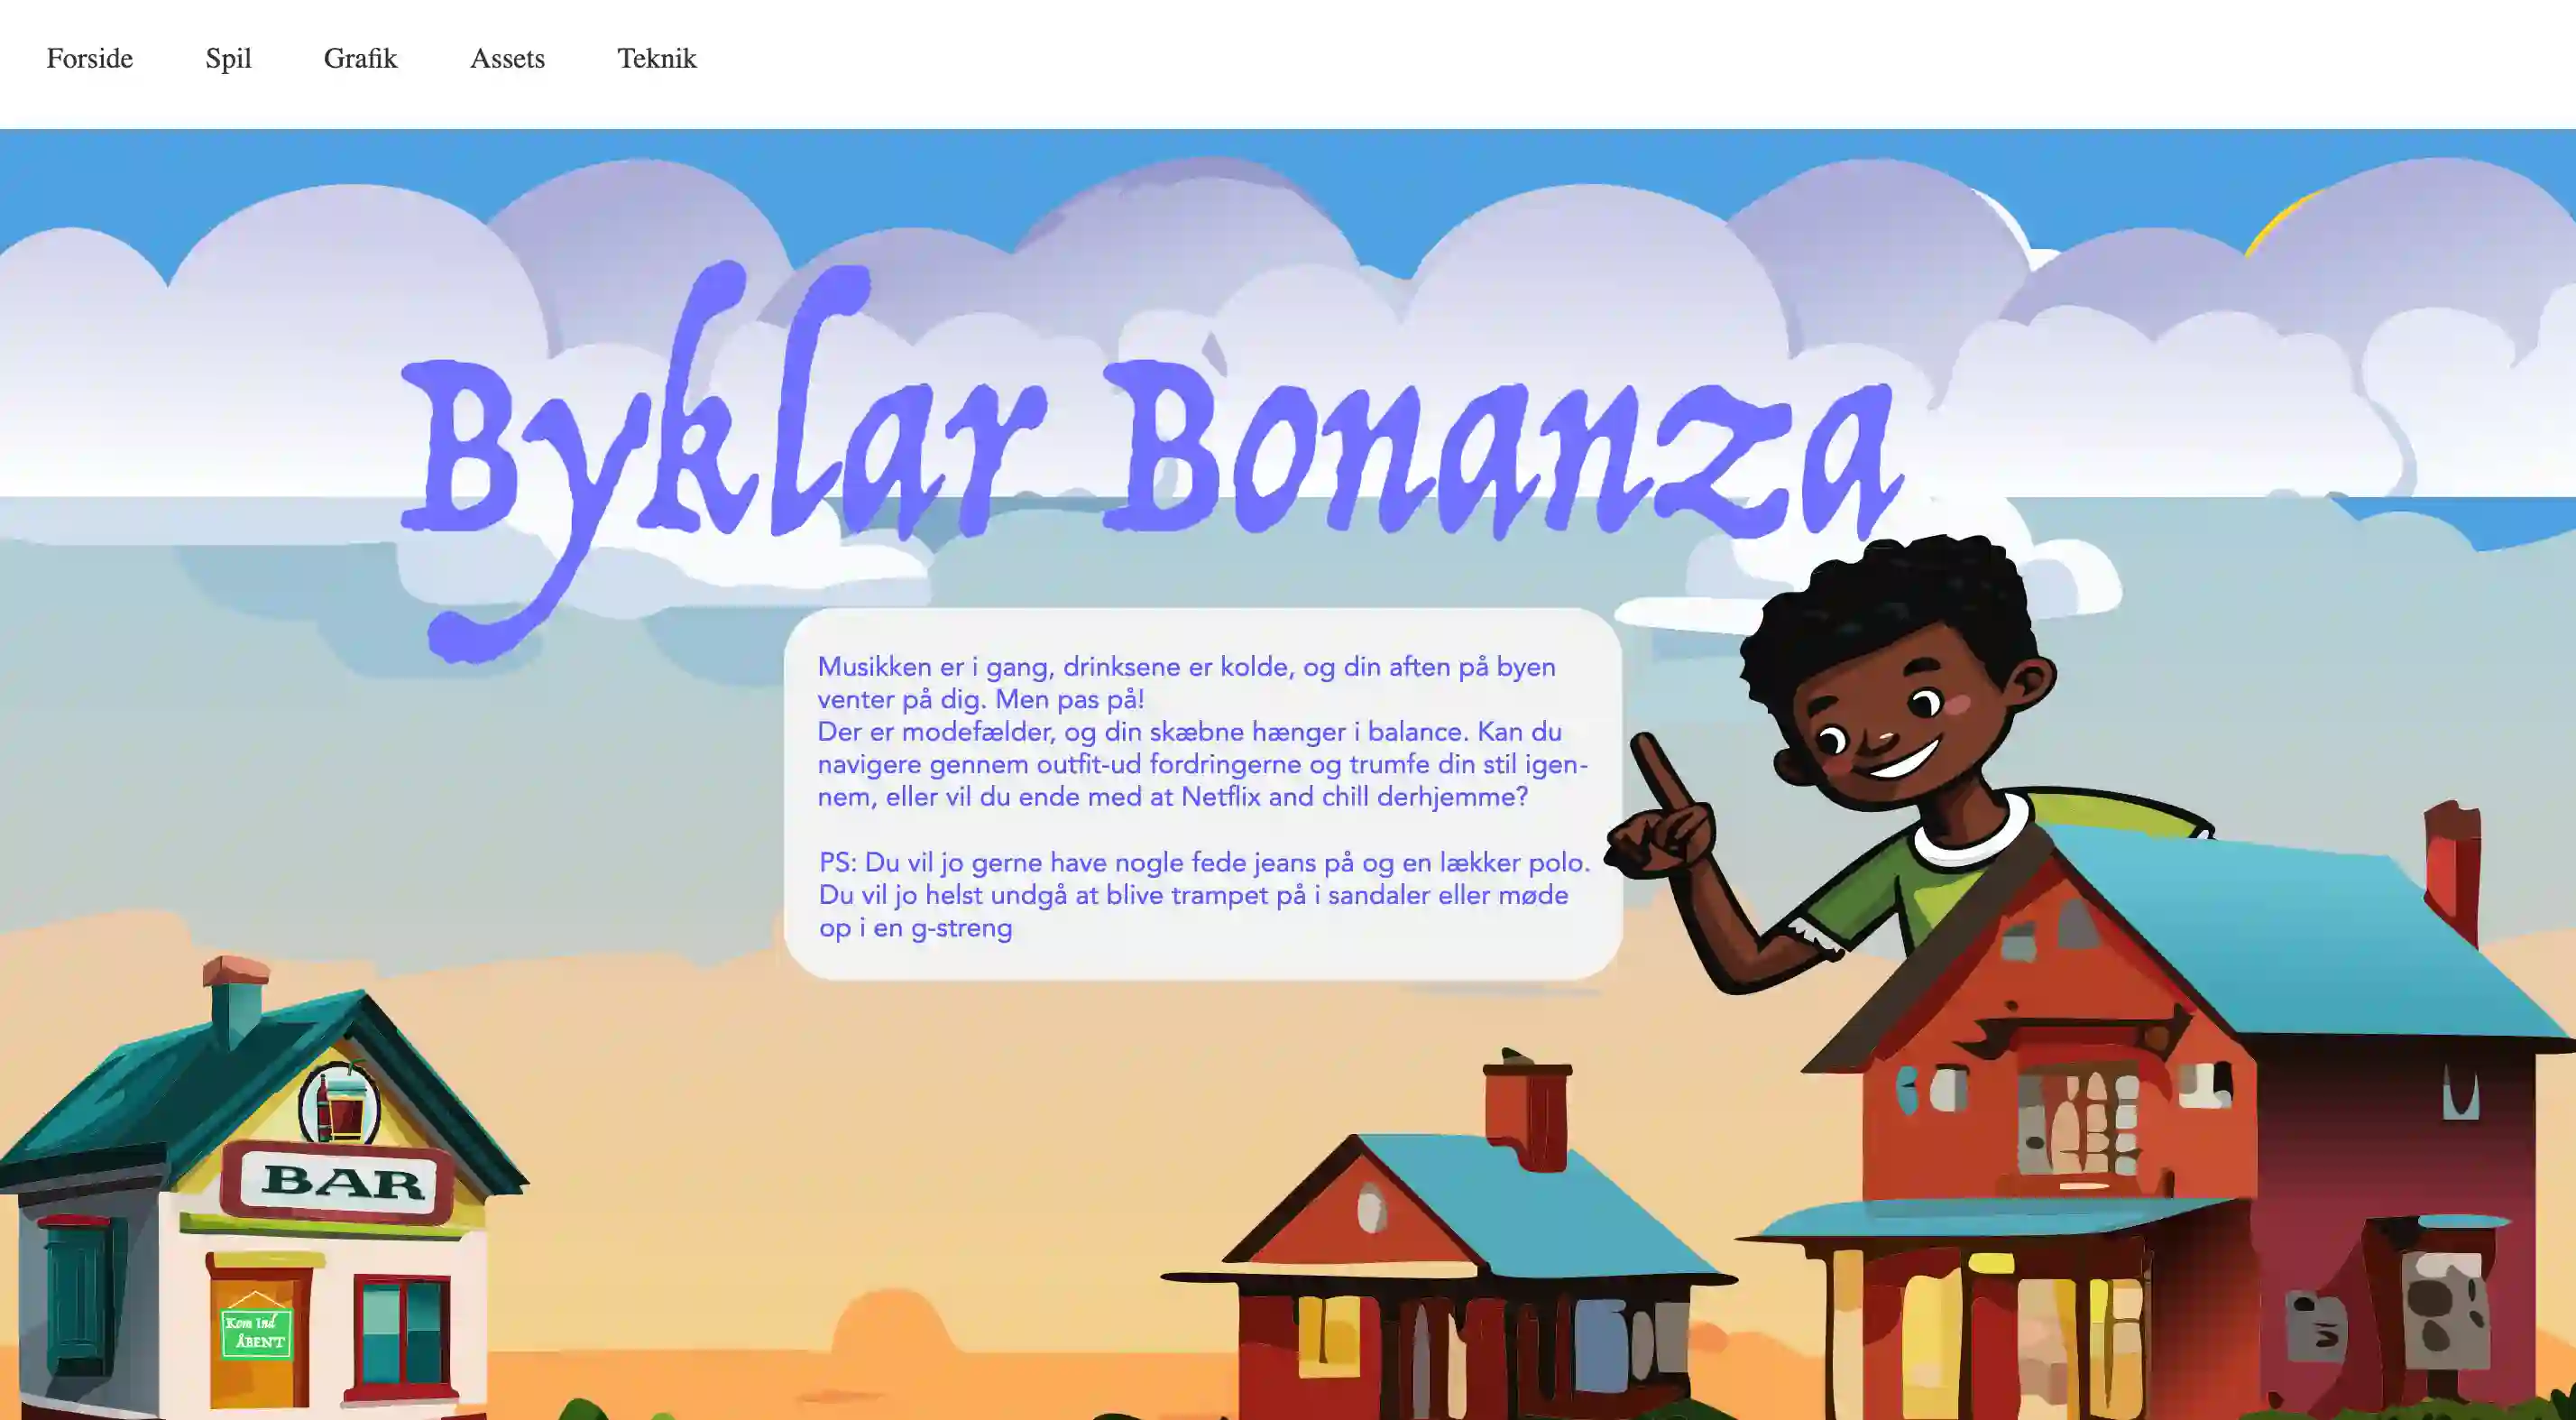 Forside
Spil
Grafik
Assets
Teknik
Byklar Bonanza
Musikken er i gang, drinksene er kolde, og din aften på byen
venter på dig. Men pas på!
Der er modefælder, og din skæbne hænger i balance. Kan du
navigere gennem outfit-ud fordringerne og trumfe din stil igen-
nem, eller vil du ende med at Netflix and chill derhjemme?
PS: Du vil jo gerne have nogle fede jeans på og en lækker polo.
Du vil jo helst undgå at blive trampet på i sandaler eller møde
op i en g-streng
BAR
Kom Ind
ÅBENT